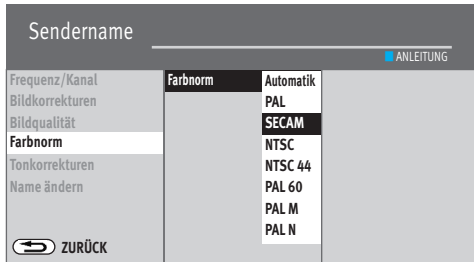 Sendername
ANLEITUNG
Frequenz/Kanal
Bildkorrekturen
Bildqualität
Farbnorm
Tonkorrekturen
Name ändern
ZURÜCK
Farbnorm
Automatik
PAL
SECAM
NTSC
NTSC 44
PAL 60
PAL M
PAL N